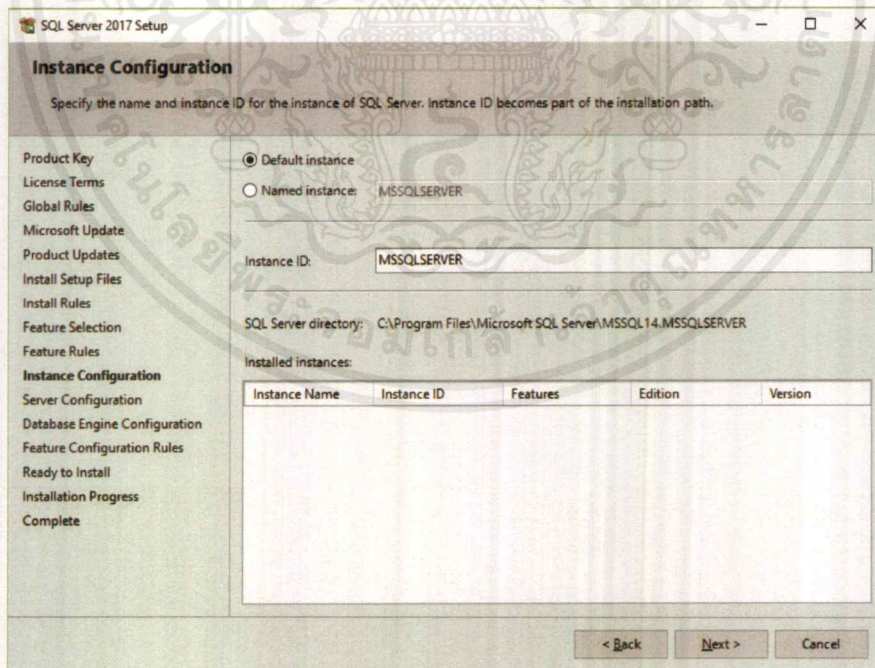 SQL Server 2017 Setup
Instance Configuration
Specify the name and instance ID for the instance of SQL Server. Instance ID becomes part of the installation path.
Product Key
License Terms
Global Rules
Microsoft Update
Product Updates
Install Setup Files
Install Rules
Feature Selection
Feature Rules
Instance Configuration
Server Configuration
Database Engine Configuration
Feature Configuration Rules
Ready to Install
Installation Progress
Complete
Default instance
Named instance: MSSQLSERVER
Instance ID: MSSQLSERVER
SQL Server directory: C:\Program Files\Microsoft SQL Server\MSSQL14.MSSQLSERVER
Installed instances:
Instance Name Instance ID Features Edition Version
< Back Next > Cancel